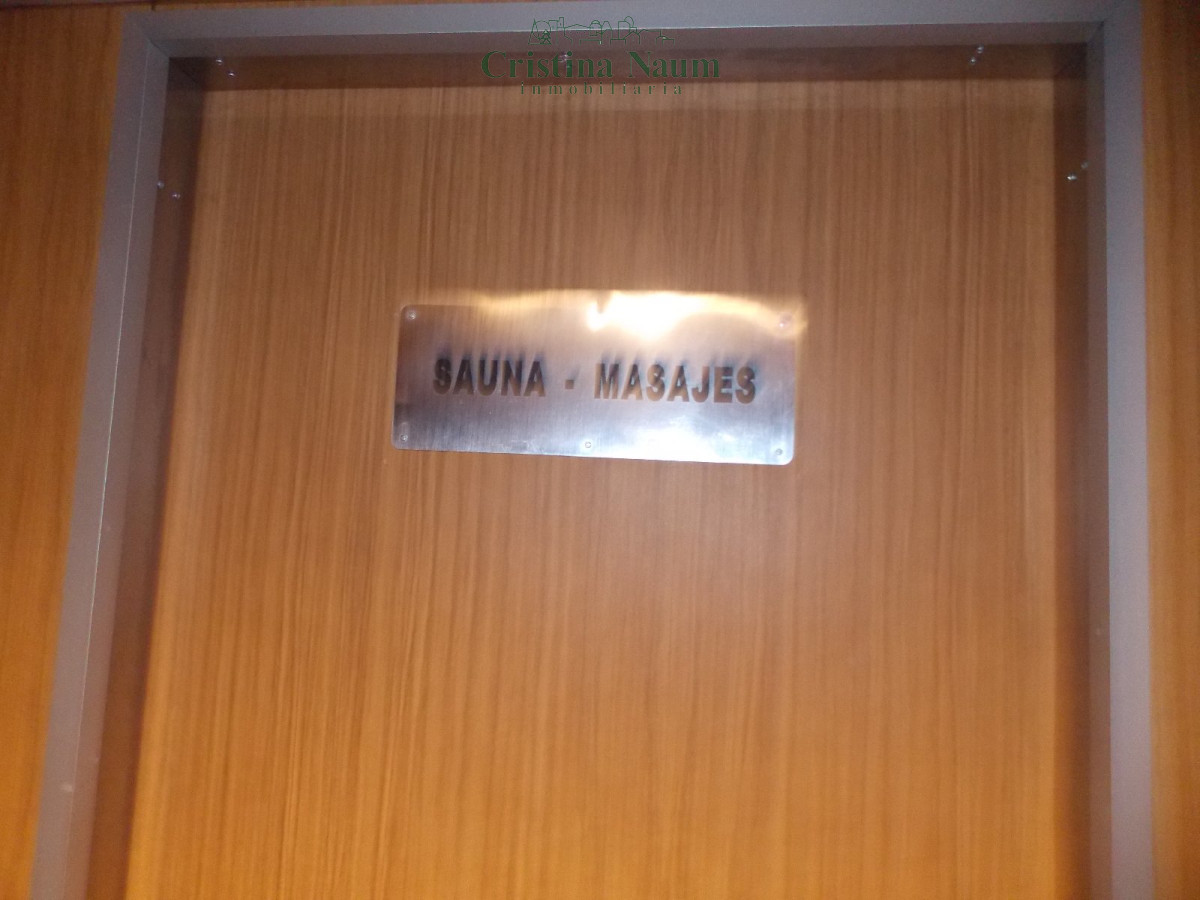 Cristina Naum
inmobiliaria
SAUNA - MASAJES